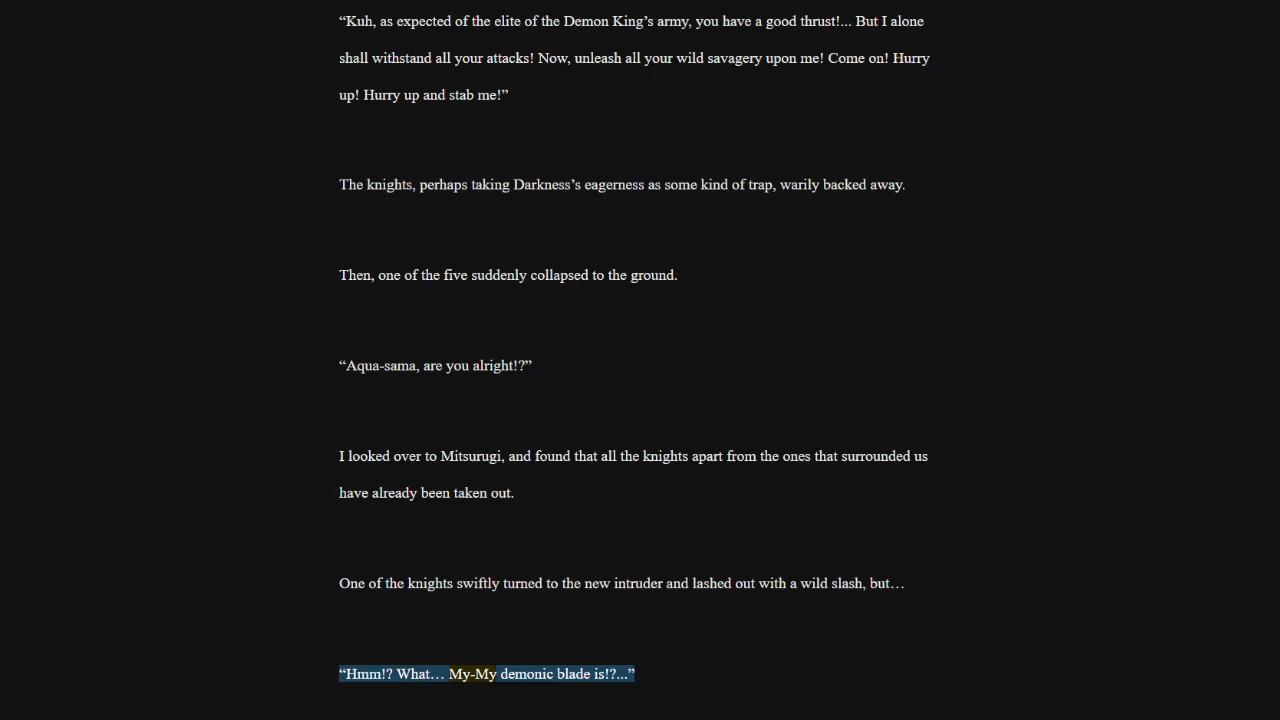 “Kuh, as expected of the elite of the Demon King’s army, you have a good thrust!... But I alone
shall withstand all your attacks! Now, unleash all your wild savagery upon me! Come on! Hurry
up! Hurry up and stab me!”
The knights, perhaps taking Darkness’s eagerness as some kind of trap, warily backed away.
Then, one of the five suddenly collapsed to the ground.
“Aqua-sama, are you alright!?”
I looked over to Mitsurugi, and found that all the knights apart from the ones that surrounded us
have already been taken out.
One of the knights swiftly turned to the new intruder and lashed out with a wild slash, but…
“Hmm!? What… My-My demonic blade is!?...”